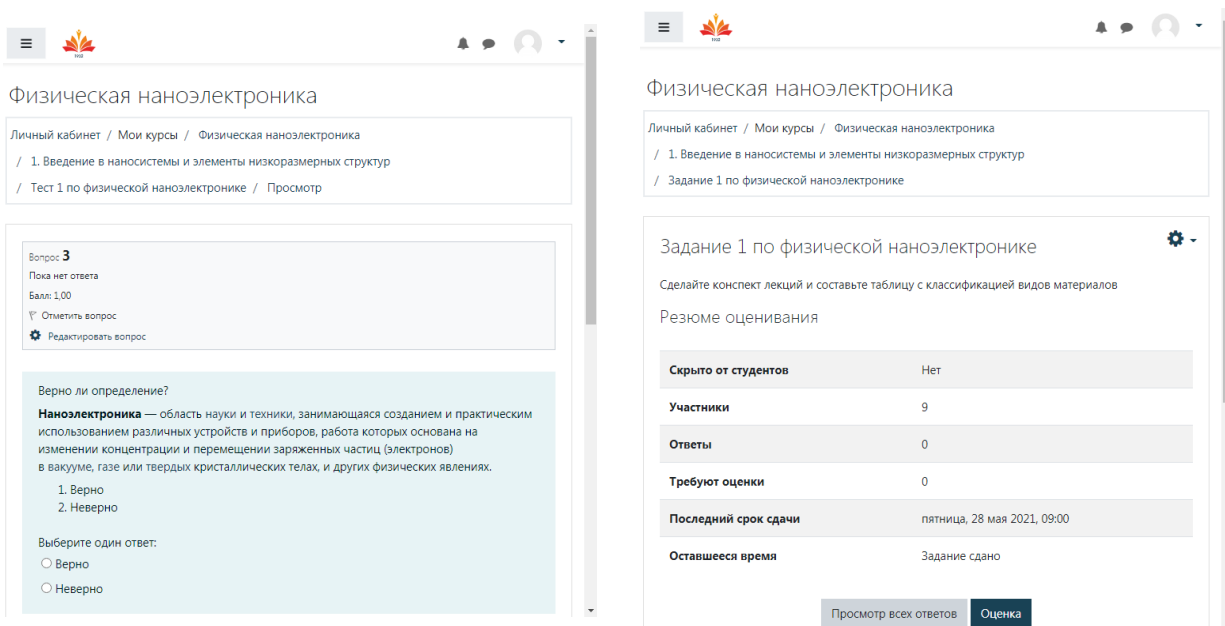 Физическая наноэлектроника
Личный кабинет / Мои курсы / Физическая наноэлектроника
/ 1. Введение в наносистемы и элементы низкоразмерных структур
/ Тест 1 по физической наноэлектронике / Просмотр
Вопрос 3
Пока нет ответа
Балл: 1,00
Отметить вопрос
Редактировать вопрос
Верно ли определение?
Наноэлектроника — область науки и техники, занимающаяся созданием и практическим
использованием различных устройств и приборов, работа которых основана на
изменении концентрации и перемещении заряженных частиц (электронов)
в вакууме, газе или твердых кристаллических телах, и других физических явлениях.
1. Верно
2. Неверно
Выберите один ответ:
Верно
Неверно
Физическая наноэлектроника
Личный кабинет / Мои курсы / Физическая наноэлектроника
/ 1. Введение в наносистемы и элементы низкоразмерных структур
/ Задание 1 по физической наноэлектронике
Задание 1 по физической наноэлектронике
Сделайте конспект лекций и составьте таблицу с классификацией видов материалов
Резюме оценивания
Скрыто от студентов Нет
Участники 9
Ответы 0
Требуют оценки 0
Последний срок сдачи пятница, 28 мая 2021, 09:00
Оставшееся время Задание сдано
Просмотр всех ответов Оценка